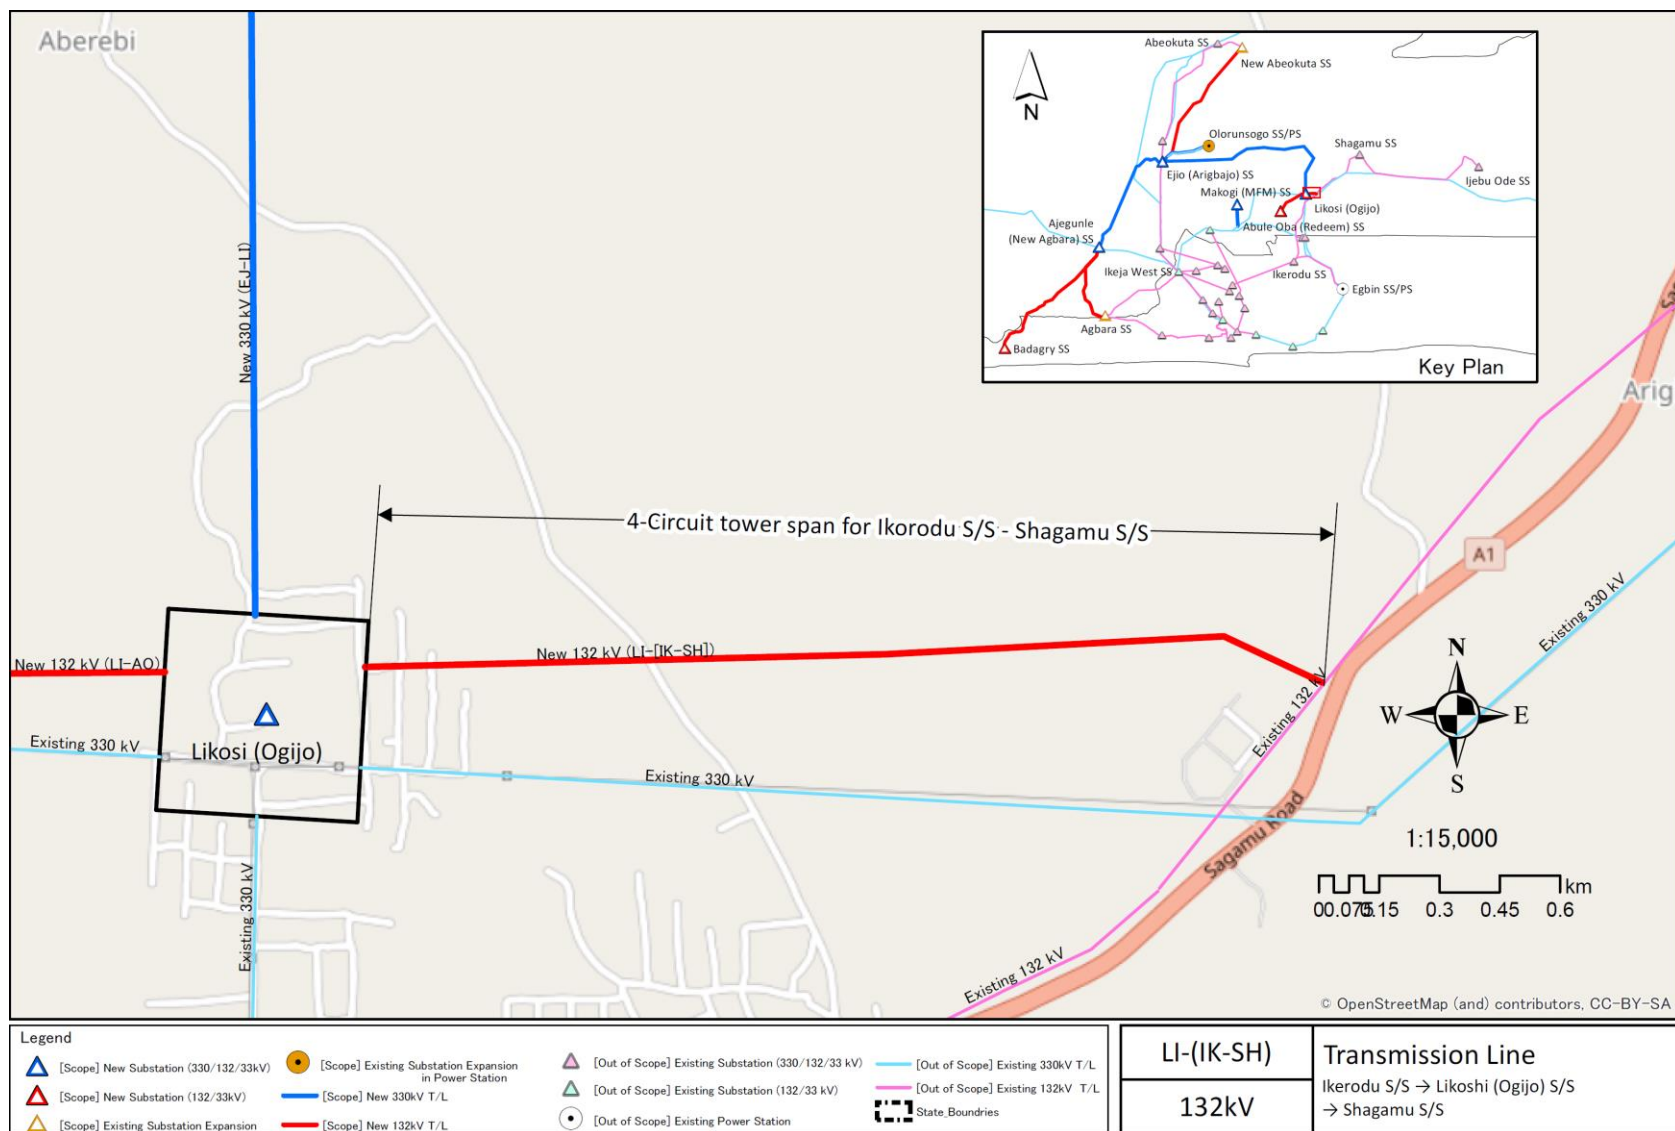 Aberebi
New 330 kV (EJ-LI)
N
Abeokuta SS
New Abeokuta SS
Olorunsogo SS/PS
Shagamu SS
Ejio (Arigbajo) SS
Ijebu Ode SS
Makogi (MFM) SS
Likosi (Ogijo)
Ajegunle
(New Agbara) SS
Abule Oba (Redeem) SS
Ikeja West SS
Ikerodu SS
Egbin SS/PS
Agbara SS
Badagry SS
Key Plan
Arig
4-Circuit tower span for Ikorodu S/S - Shagamu S/S
A1
Existing 330 kV
New 132 kV (LI-AO)
New 132 kV (LI-[IK-SH])
Existing 132 kV
N
W
E
S
Likosi (Ogijo)
Existing 330 kV
Existing 330 kV
Sagamu Road
1:15,000
km
0 0.075 0.15 0.3 0.45 0.6
Existing 330 kV
Existing 132 kV
© OpenStreetMap (and) contributors, CC-BY-SA
Legend
[Scope] New Substation (330/132/33kV)
[Scope] New Substation (132/33kV)
[Scope] Existing Substation Expansion
[Scope] Existing Substation Expansion
in Power Station
[Scope] New 330kV T/L
[Scope] New 132kV T/L
[Out of Scope] Existing Substation (330/132/33 kV)
[Out of Scope] Existing Substation (132/33 kV)
[Out of Scope] Existing Power Station
[Out of Scope] Existing 330kV T/L
[Out of Scope] Existing 132kV T/L
State_Boundries
LI-(IK-SH)
132kV
Transmission Line
Ikerodu S/S → Likoshi (Ogijo) S/S
→ Shagamu S/S